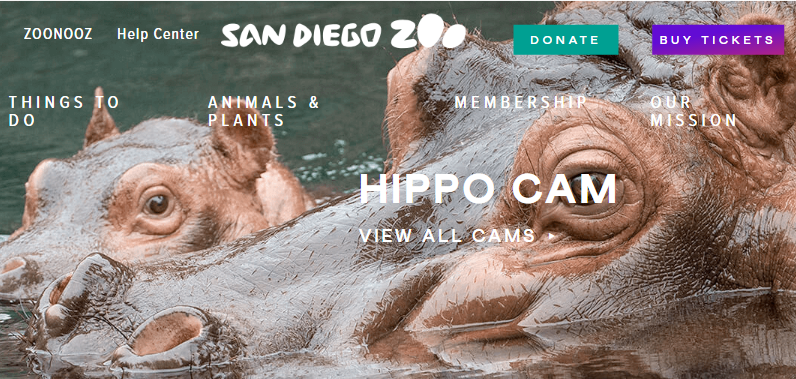 ZOONOOZ Help Center SAN DIEGO ZOO DONATE BUY TICKETS
THINGS TO DO
ANIMALS & PLANTS
MEMBERSHIP
OUR MISSION
HIPPO CAM
VIEW ALL CAMS